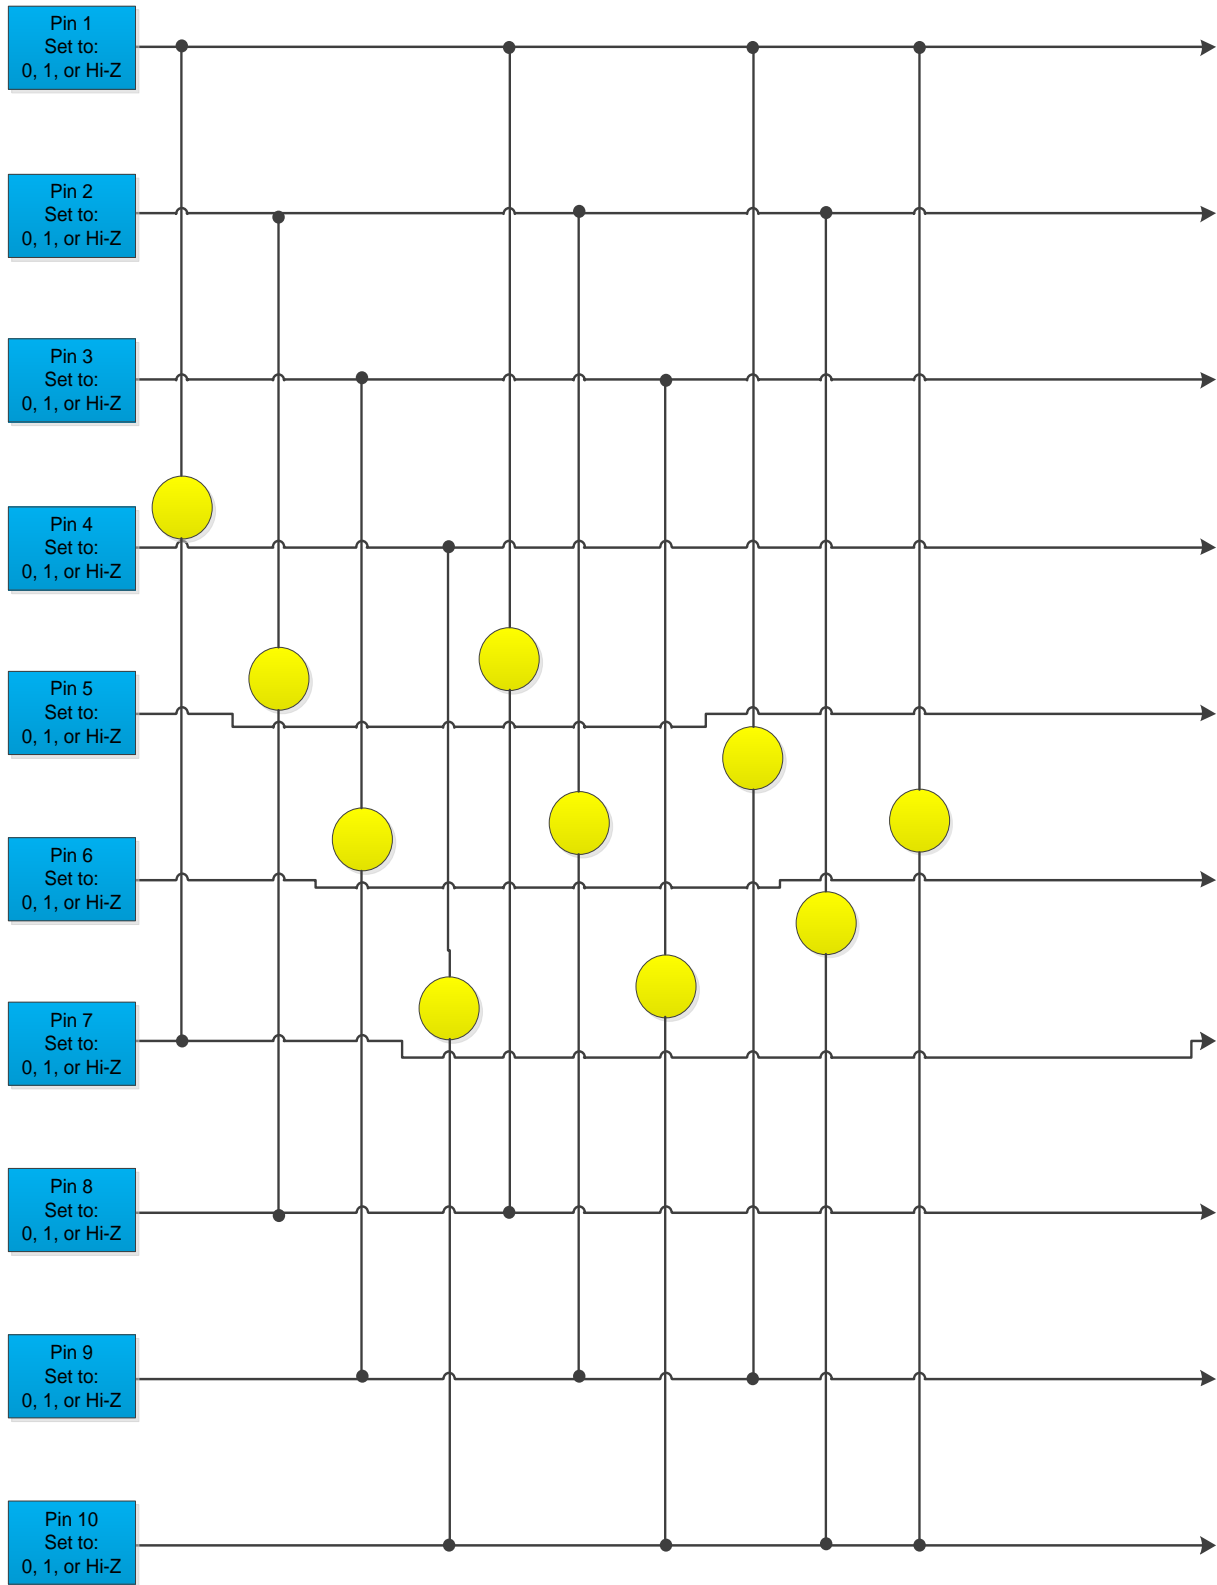 Pin 1
Set to:
0, 1, or Hi-Z
Pin 2
Set to:
0, 1, or Hi-Z
Pin 3
Set to:
0, 1, or Hi-Z
Pin 4
Set to:
0, 1, or Hi-Z
Pin 5
Set to:
0, 1, or Hi-Z
Pin 6
Set to:
0, 1, or Hi-Z
Pin 7
Set to:
0, 1, or Hi-Z
Pin 8
Set to:
0, 1, or Hi-Z
Pin 9
Set to:
0, 1, or Hi-Z
Pin 10
Set to:
0, 1, or Hi-Z